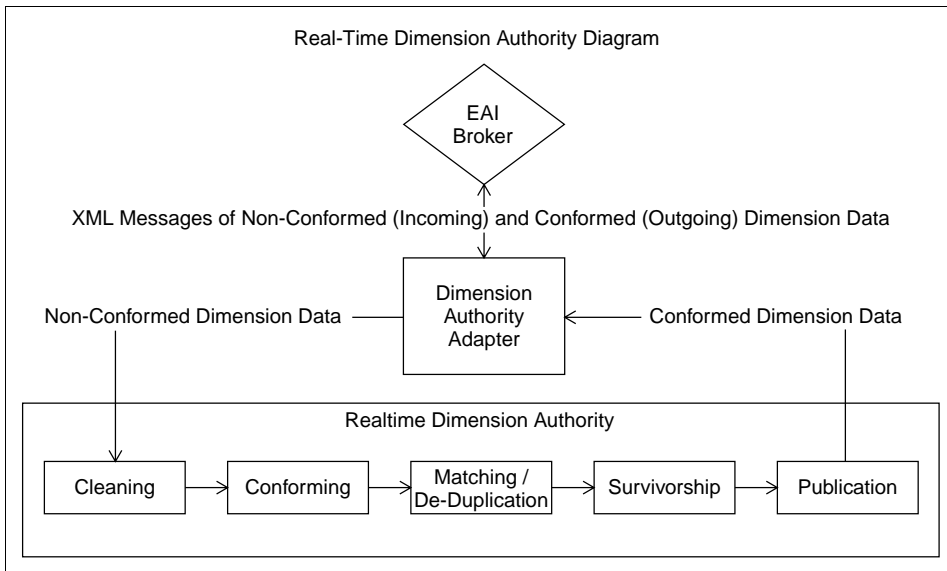 Real-Time Dimension Authority Diagram
EAI
Broker
XML Messages of Non-Conformed (Incoming) and Conformed (Outgoing) Dimension Data
Dimension
Authority
Adapter
Non-Conformed Dimension Data
Conformed Dimension Data
Realtime Dimension Authority
Cleaning
Conforming
Matching /
De-Duplication
Survivorship
Publication